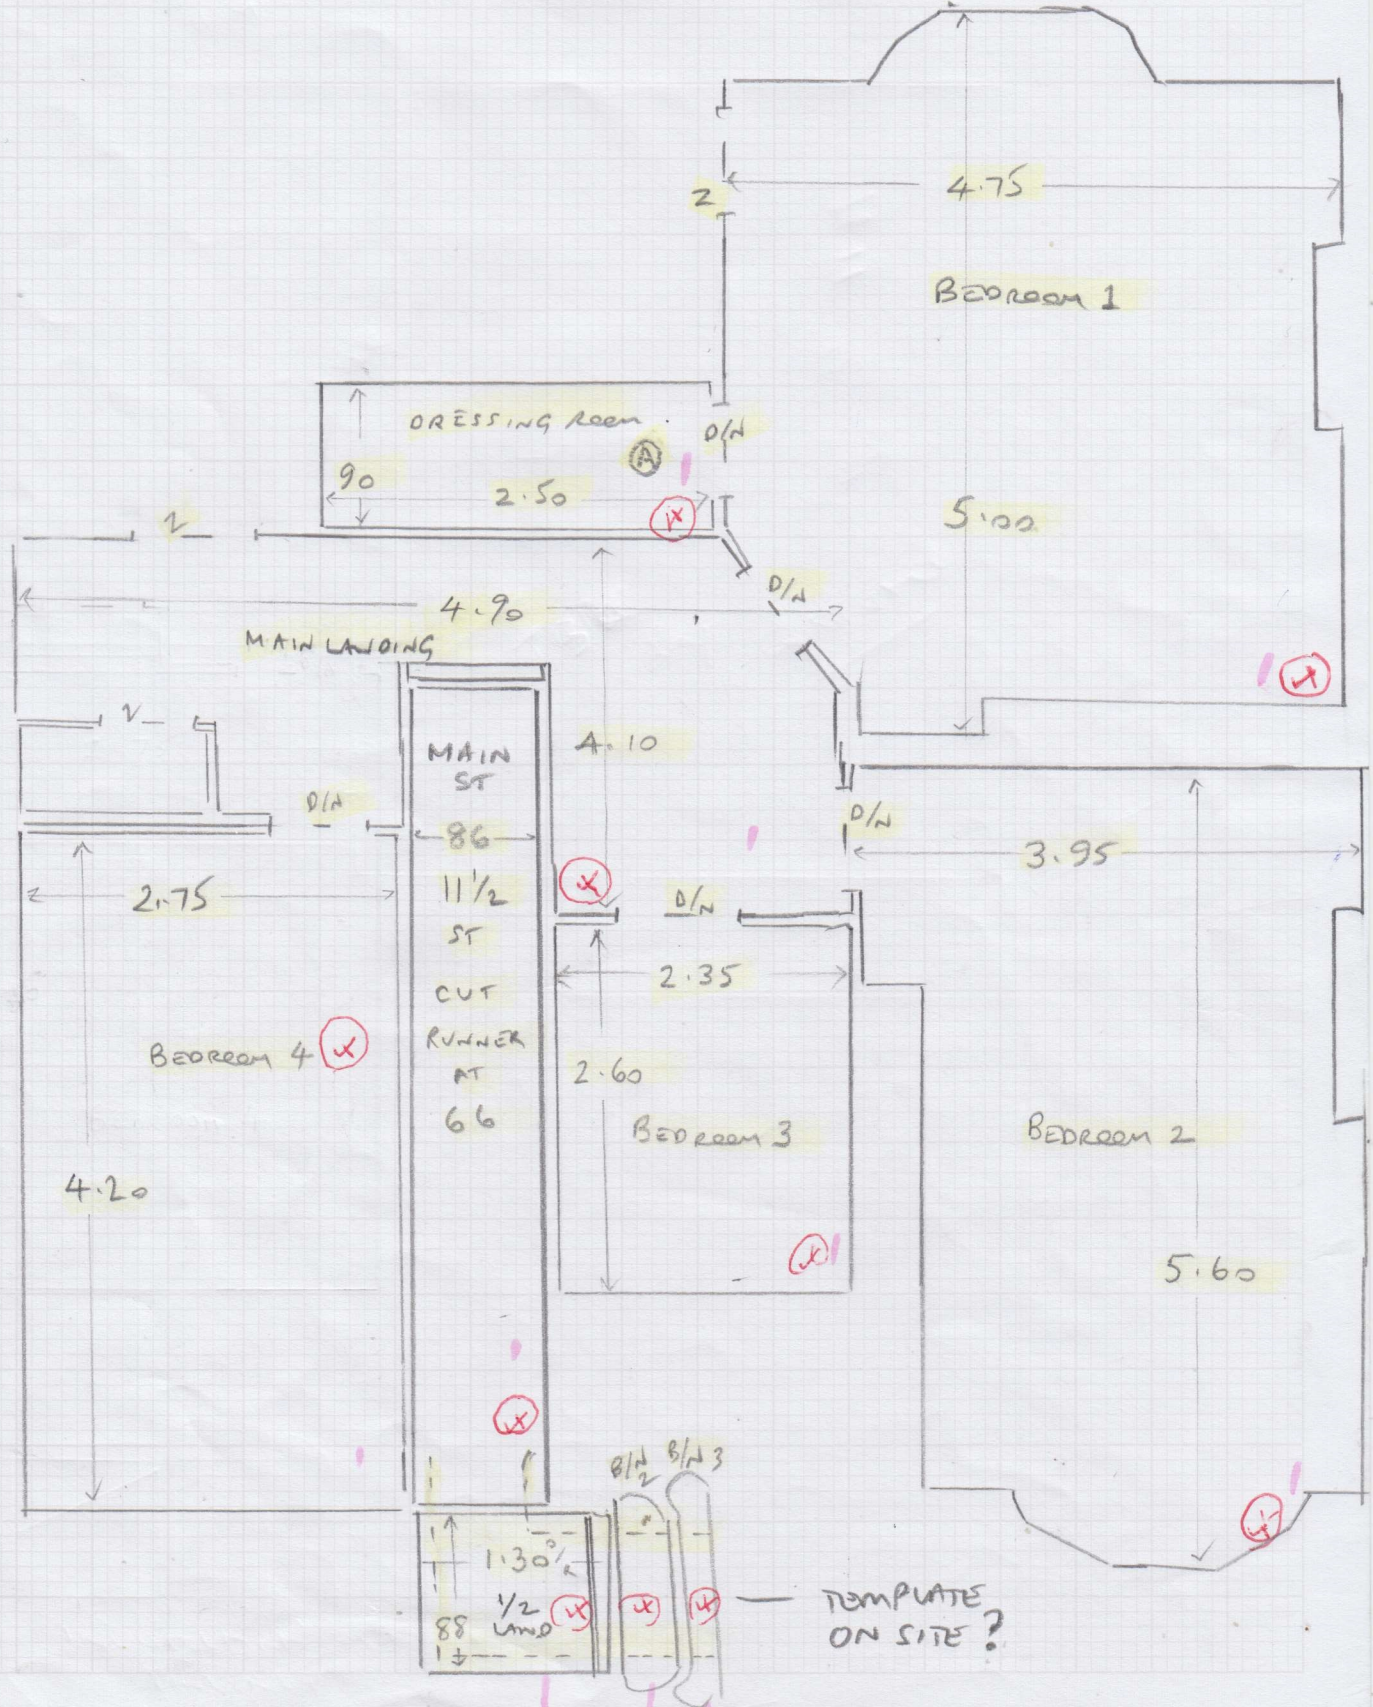 2
4.75
BEDROOM 1
DRESSING ROOM
D/N
A
90
2.50
5.00
2
D/N
4.90
MAIN LANDING
2
MAIN
ST
86
11 1/2
ST
CUT
RUNNER
AT
66
4.10
D/N
D/N
3.95
2.75
D/N
2.35
2.60
BEDROOM 4
BEDROOM 3
BEDROOM 2
4.20
5.60
B/N
2
B/N 3
1.30
1/2
LAND
88
TEMPLATE
ON SITE?